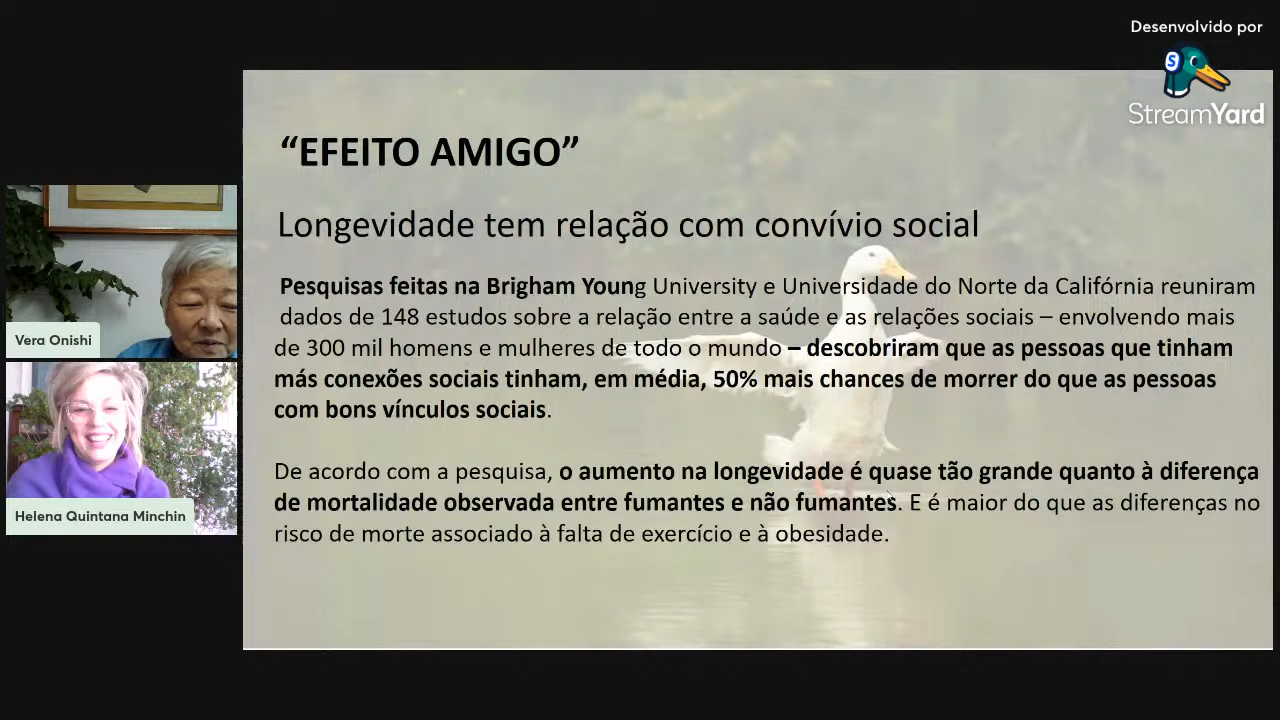 Desenvolvido por
S
StreamYard
“EFEITO AMIGO”
Longevidade tem relação com convívio social
Pesquisas feitas na Brigham Young University e Universidade do Norte da Califórnia reuniram
dados de 148 estudos sobre a relação entre a saúde e as relações sociais – envolvendo mais
de 300 mil homens e mulheres de todo o mundo – descobriram que as pessoas que tinham
más conexões sociais tinham, em média, 50% mais chances de morrer do que as pessoas
com bons vínculos sociais.
De acordo com a pesquisa, o aumento na longevidade é quase tão grande quanto à diferença
de mortalidade observada entre fumantes e não fumantes. E é maior do que as diferenças no
risco de morte associado à falta de exercício e à obesidade.
Vera Onishi
Helena Quintana Minchin